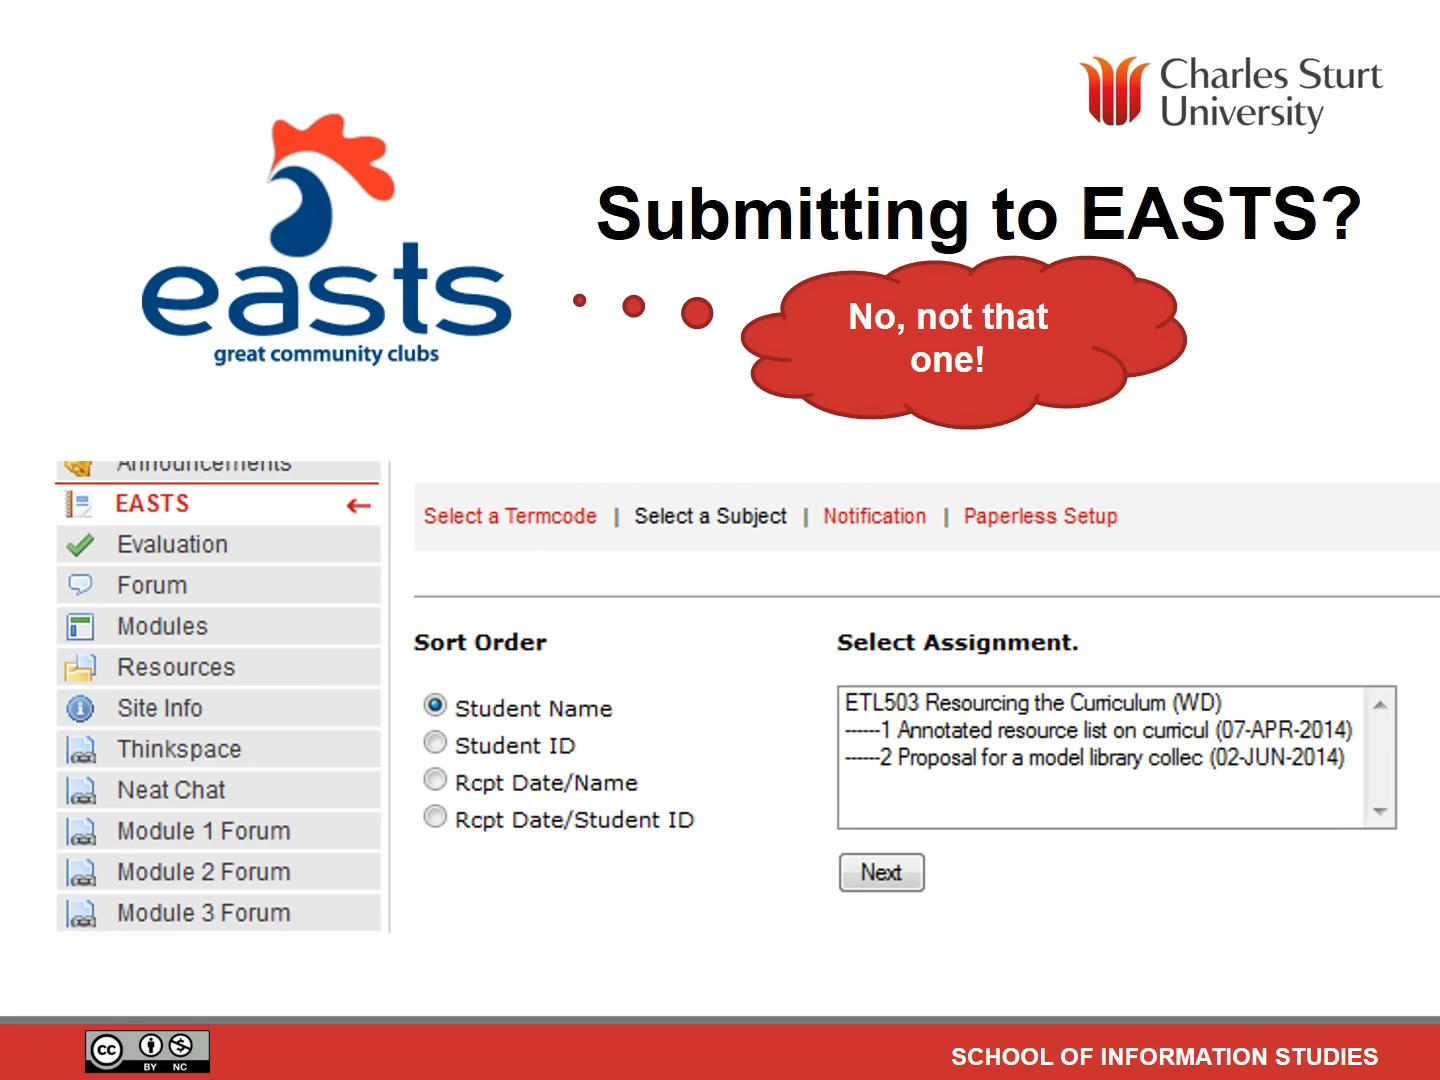 Charles Sturt
University
easts
great community clubs
Submitting to EASTS?
No, not that
one!
Announcements
EASTS
Evaluation
Forum
Modules
Resources
Site Info
Thinkspace
Neat Chat
Module 1 Forum
Module 2 Forum
Module 3 Forum
Select a Termcode | Select a Subject | Notification | Paperless Setup
Sort Order
Student Name
Student ID
Rcpt Date/Name
Rcpt Date/Student ID
Select Assignment.
ETL503 Resourcing the Curriculum (WD)
------1 Annotated resource list on curricul (07-APR-2014)
------2 Proposal for a model library collec (02-JUN-2014)
Next
cc
BY NC
SCHOOL OF INFORMATION STUDIES